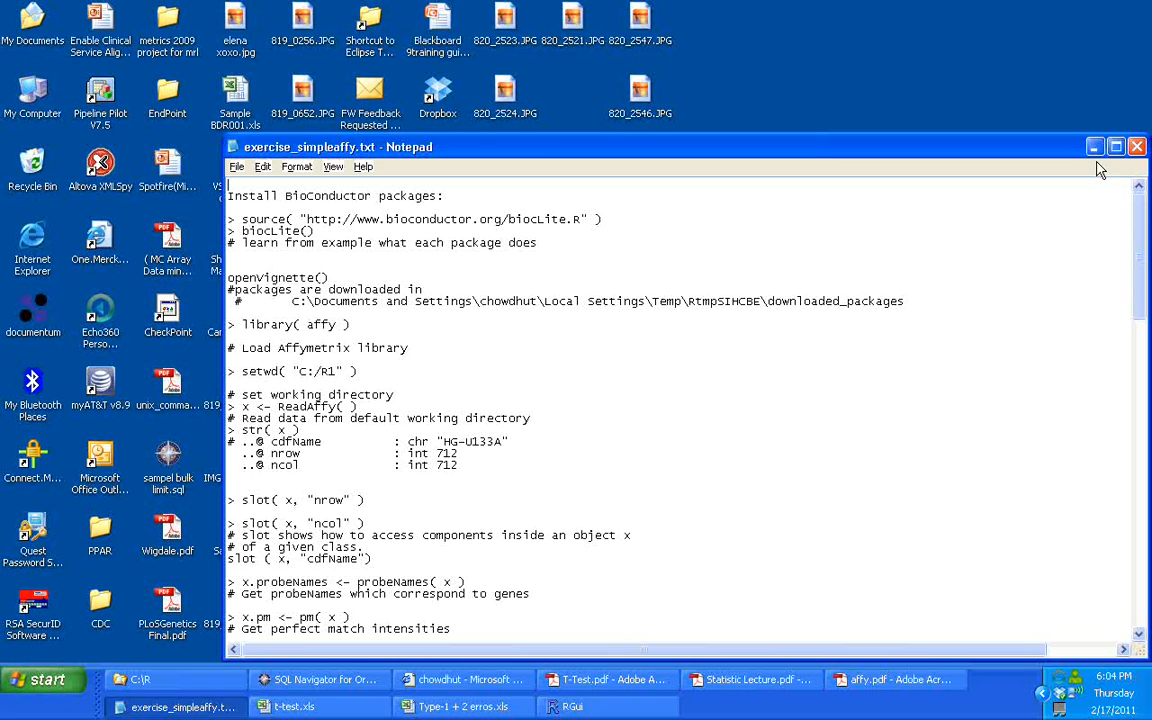 My Documents
Enable Clinical
Service Alig...
metrics 2009
project for mrl
elena
xoxo.jpg
819_0256.JPG
Shortcut to
Eclipse T...
Blackboard
9training gui...
820_2523.JPG
820_2521.JPG
820_2547.JPG
My Computer
Pipeline Pilot
V7.5
EndPoint
Sample
BDR001.xls
819_0652.JPG
FW Feedback
Requested ...
Dropbox
820_2524.JPG
820_2546.JPG
Recycle Bin
Altova XMLSpy
Spotfire(Mi...
Internet
Explorer
One.Merck...
( MC Array
Data min...
documentum
Echo360
Perso...
CheckPoint
My Bluetooth
Places
myAT&T v8.9
unix_comma...
Connect.M...
Microsoft
Office Outl...
sampel bulk
limit.sql
Quest
Password S...
PPAR
Wigdale.pdf
RSA SecurID
Software ...
CDC
PLoSGenetics
Final.pdf
exercise_simpleaffy.txt - Notepad
File Edit Format View Help
Install BioConductor packages:
> source( "http://www.bioconductor.org/biocLite.R" )
> biocLite()
# learn from example what each package does
openVignette()
#packages are downloaded in
# C:\Documents and Settings\chowdhut\Local Settings\Temp\RtmpSIHCBE\downloaded_packages
> library( affy )
# Load Affymetrix library
> setwd( "C:/R1" )
# set working directory
> x <- ReadAffy( )
# Read data from default working directory
> str( x )
# ..@ cdfName : chr "HG-U133A"
..@ nrow : int 712
..@ ncol : int 712
> slot( x, "nrow" )
> slot( x, "ncol" )
# slot shows how to access components inside an object x
# of a given class.
slot ( x, "cdfName")
> x.probeNames <- probeNames( x )
# Get probeNames which correspond to genes
> x.pm <- pm( x )
# Get perfect match intensities
start
C:\R
SQL Navigator for Or...
chowdhut - Microsoft ...
T-Test.pdf - Adobe A...
Statistic Lecture.pdf -...
affy.pdf - Adobe Acr...
exercise_simpleaffy.t...
t-test.xls
Type-1 + 2 erros.xls
RGui
6:04 PM
Thursday
2/17/2011